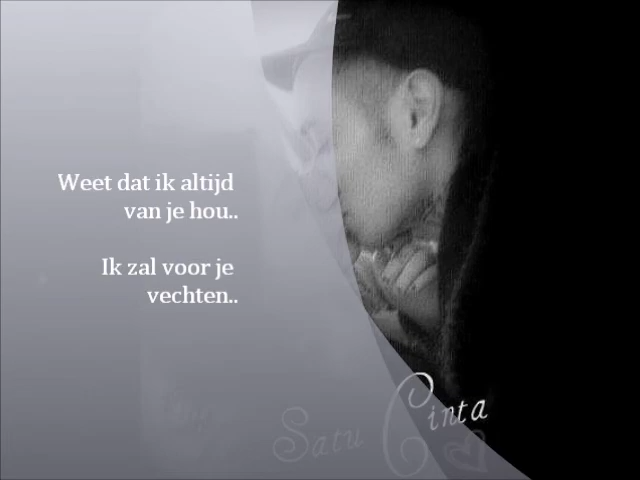 Weet dat ik altijd
van je hou..
Ik zal voor je
vechten..
Satu Cinta